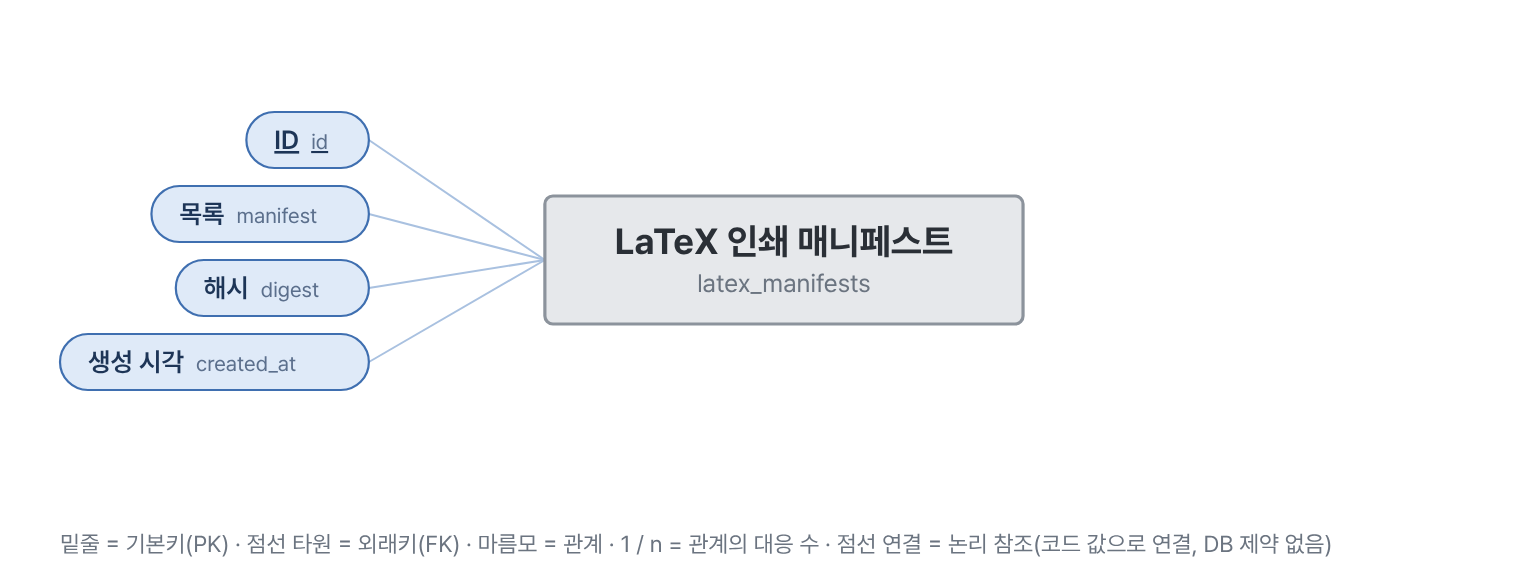 ID id
목록 manifest
해시 digest
생성 시각 created_at
LaTeX 인쇄 매니페스트
latex_manifests
밑줄 = 기본키(PK) · 점선 타원 = 외래키(FK) · 마름모 = 관계 · 1 / n = 관계의 대응 수 · 점선 연결 = 논리 참조(코드 값으로 연결, DB 제약 없음)